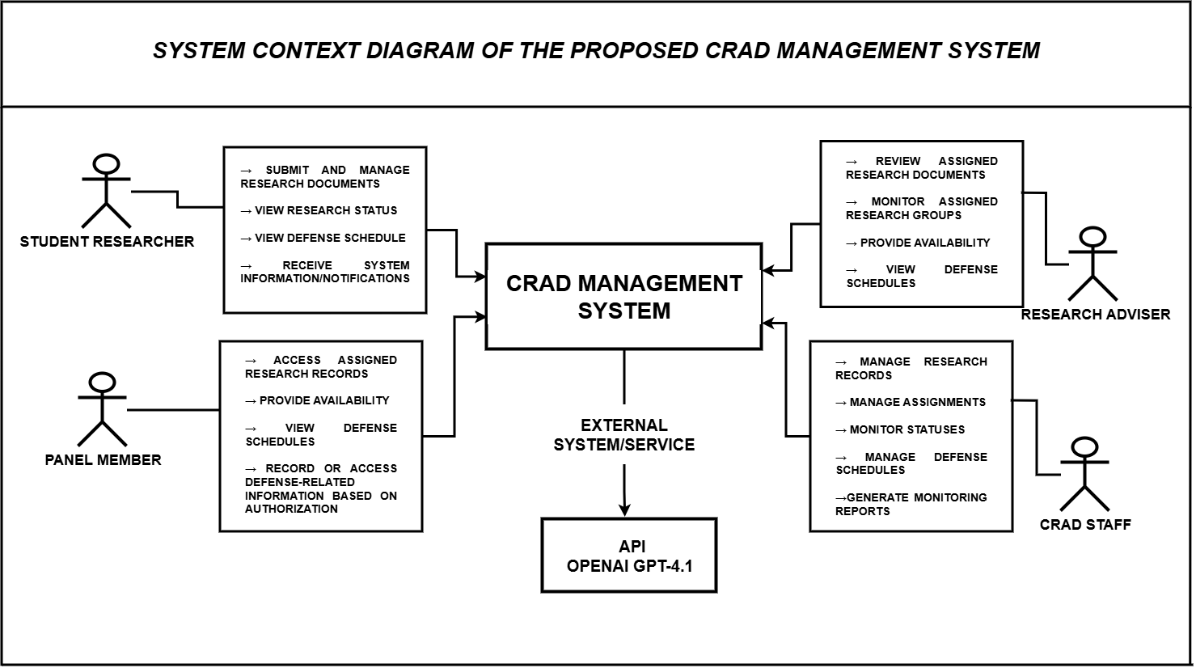 SYSTEM CONTEXT DIAGRAM OF THE PROPOSED CRAD MANAGEMENT SYSTEM
STUDENT RESEARCHER
→ SUBMIT AND MANAGE
RESEARCH DOCUMENTS
→ VIEW RESEARCH STATUS
→ VIEW DEFENSE SCHEDULE
→ RECEIVE SYSTEM
INFORMATION/NOTIFICATIONS
PANEL MEMBER
→ ACCESS ASSIGNED
RESEARCH RECORDS
→ PROVIDE AVAILABILITY
→ VIEW DEFENSE
SCHEDULES
→ RECORD OR ACCESS
DEFENSE-RELATED
INFORMATION BASED ON
AUTHORIZATION
CRAD MANAGEMENT
SYSTEM
EXTERNAL
SYSTEM/SERVICE
API
OPENAI GPT-4.1
→ REVIEW ASSIGNED
RESEARCH DOCUMENTS
→ MONITOR ASSIGNED
RESEARCH GROUPS
→ PROVIDE AVAILABILITY
→ VIEW DEFENSE
SCHEDULES
RESEARCH ADVISER
→ MANAGE RESEARCH
RECORDS
→ MANAGE ASSIGNMENTS
→ MONITOR STATUSES
→ MANAGE DEFENSE
SCHEDULES
→GENERATE MONITORING
REPORTS
CRAD STAFF